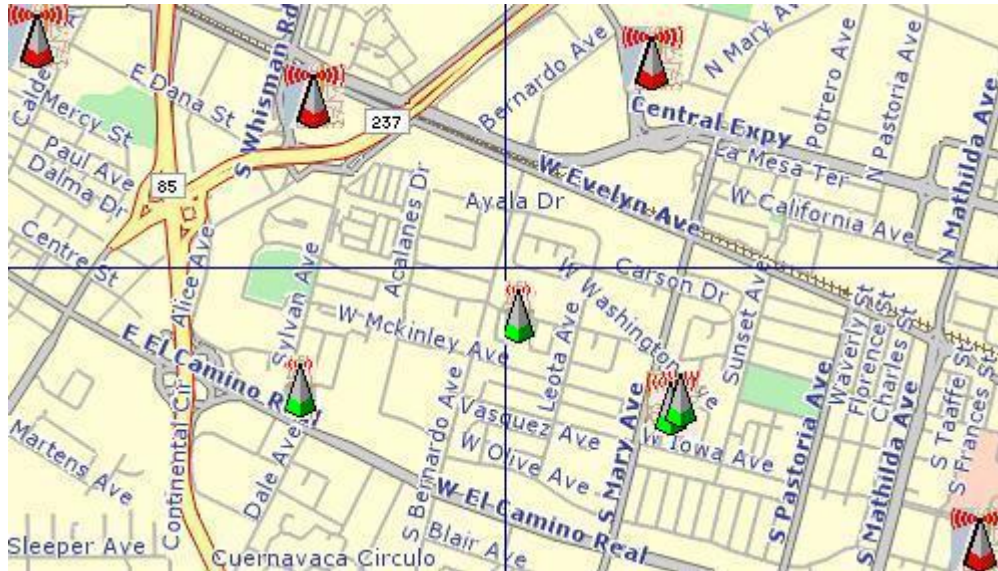 S Whisman Rd
Bernardo Ave
N Mary Ave
Potrero Ave
N Pastoria Ave
E Dana St
Mercy St
237
Central Expy
N Mathilda Ave
Paul Ave
La Mesa Ter
Dalma Dr
85
W Evelyn Ave
Ayala Dr
W California Ave
Centre St
Alice Ave
Sylvan Ave
Acalanes Dr
Carson Dr
W Washington Ave
Sunset Ave
W Mckinley Ave
Leota Ave
Waverly St
Florence St
Charles St
E El Camino Real
S Taaffe St
S Frances St
Vasquez Ave
W Iowa Ave
W Olive Ave
S Bernardo Ave
S Mary Ave
S Pastoria Ave
S Mathilda Ave
Martens Ave
Continental Cir
Dale Ave
W El Camino Real
Blair Ave
Sleeper Ave
Cuernavaca Circulo